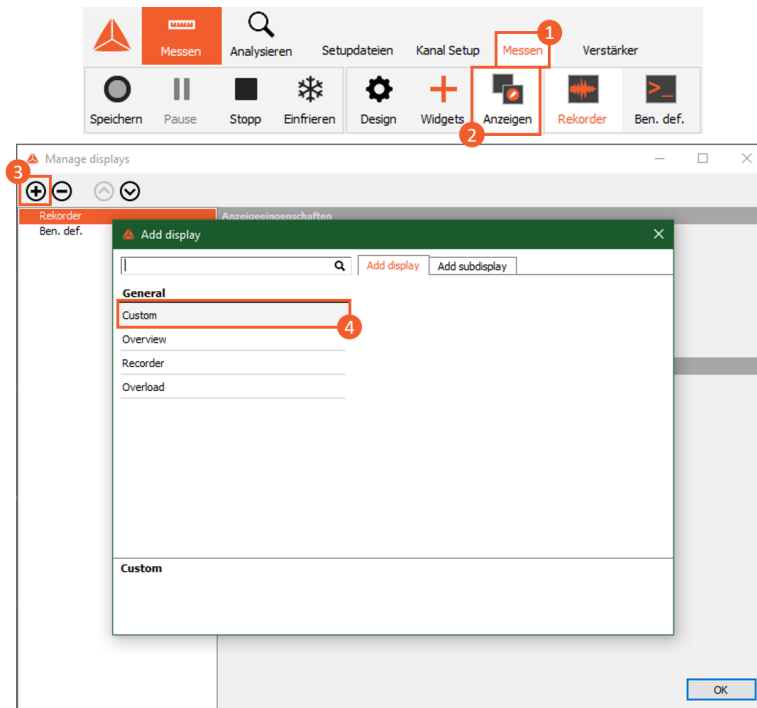 1
Messen Analysieren Setupdateien Kanal Setup Messen Verstärker
Speichern Pause Stopp Einfrieren Design Widgets Anzeigen Rekorder Ben. def.
2
Manage displays
3
Rekorder
Anzeigeeingenschaften
Ben. def.
Add display
Add display Add subdisplay
General
Custom
4
Overview
Recorder
Overload
Custom
OK